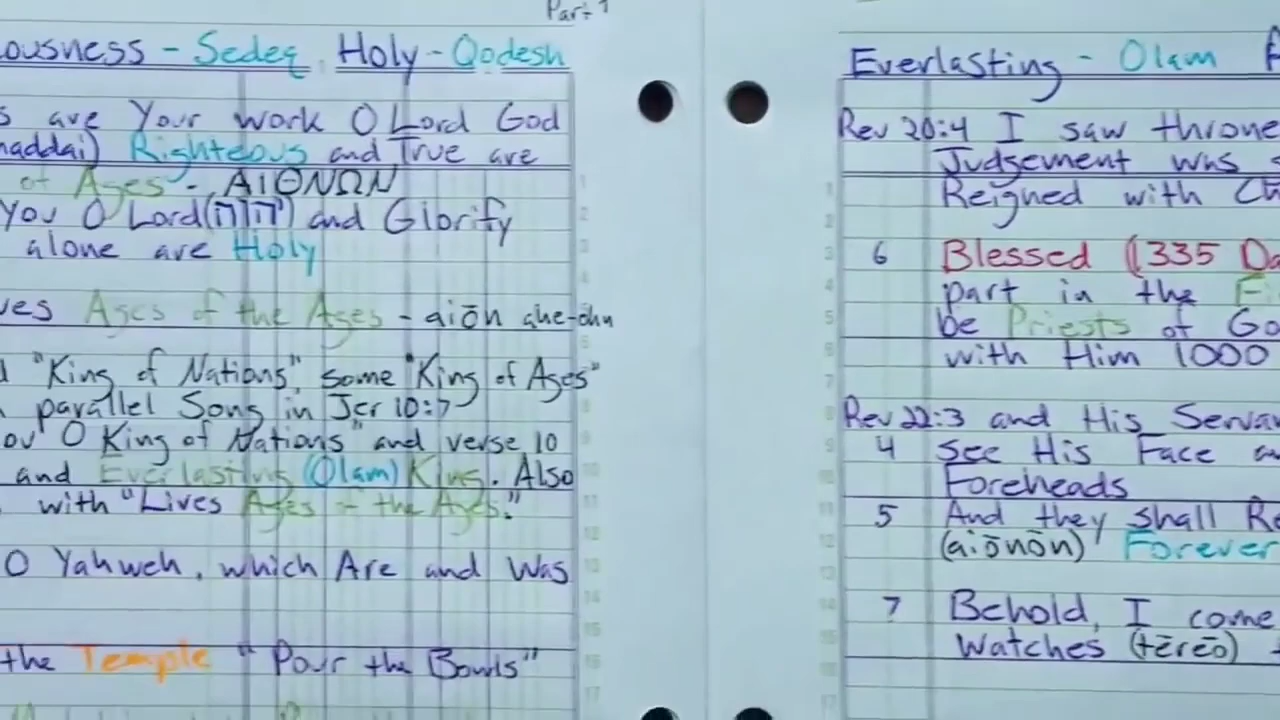 Part 1
ousness - Sedeq, Holy - Qodesh
s are Your work O Lord God
haddai) Righteous and True are
of Ages - ΑΙΘΝΩΝ
You O Lord (יהוה) and Glorify
alone are Holy
ves Ages of the Ages - aiōn ahe-ohn
"King of Nations", some "King of Ages"
parallel Song in Jer 10:7
ou O King of Nations" and verse 10
and Everlasting (Olam) King. Also
with "Lives Ages of the Ages."
O Yahweh, which Are and Was
the Temple "Pour the Bowls"
Everlasting - Olam
Rev 20:4 I saw throne
Judgement was s
Reigned with Ch
6 Blessed (1335 Da
part in the Fi
be Priests of Go
with Him 1000
Rev 22:3 and His Serva
4 See His Face a
Foreheads
5 And they shall Re
(aiōnōn) Forever
7 Behold, I come
Watches (tēreō)